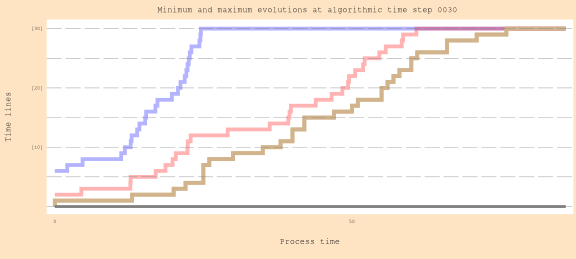 Minimum and maximum evolutions at algorithmic time step 0030
[30]
[20]
[10]
Time lines
0
50
Process time